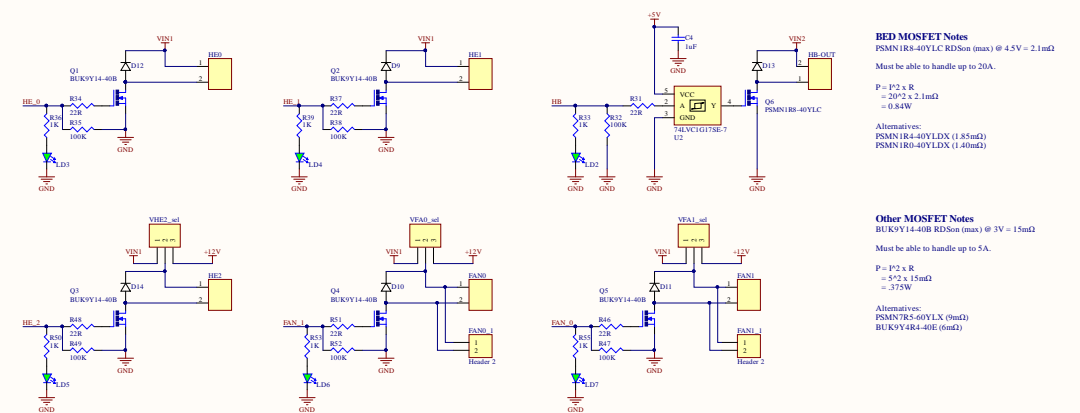 VIN1
HE0
D12
1
2
Q1
BUK9Y14-40B
HE_0
R34
22R
R36
1K
R35
100K
GND
LD3
GND
VIN1
HE1
D9
1
2
Q2
BUK9Y14-40B
HE_1
R37
22R
R39
1K
R38
100K
GND
LD4
GND
+5V
C4
1uF
GND
VIN2
HB-OUT
D13
2
1
HB
R31
22R
5
VCC
2
A
Y
4
3
GND
74LVC1G17SE-7
U2
Q6
PSMN1R8-40YLC
R33
1K
R32
100K
LD2
GND
GND
GND
GND
BED MOSFET Notes
PSMN1R8-40YLC RDSon (max) @ 4.5V = 2.1mΩ
Must be able to handle up to 20A.
P = I^2 x R
= 20^2 x 2.1mΩ
= 0.84W
Alternatives:
PSMN1R4-40YLDX (1.85mΩ)
PSMN1R0-40YLDX (1.40mΩ)
VHE2_sel
1 2 3
VIN1
+12V
HE2
D14
1
2
Q3
BUK9Y14-40B
HE_2
R48
22R
R50
1K
R49
100K
GND
LD5
GND
VFA0_sel
1 2 3
VIN1
+12V
FAN0
D10
1
2
Q4
BUK9Y14-40B
FAN_1
R51
22R
R53
1K
R52
100K
GND
FAN0_1
1
2
Header 2
LD6
GND
VFA1_sel
1 2 3
VIN1
+12V
FAN1
D11
1
2
Q5
BUK9Y14-40B
FAN_0
R46
22R
R55
1K
R47
100K
GND
FAN1_1
1
2
Header 2
LD7
GND
Other MOSFET Notes
BUK9Y14-40B RDSon (max) @ 3V = 15mΩ
Must be able to handle up to 5A.
P = I^2 x R
= 5^2 x 15mΩ
= .375W
Alternatives:
PSMN7R5-60YLX (9mΩ)
BUK9Y4R4-40E (6mΩ)